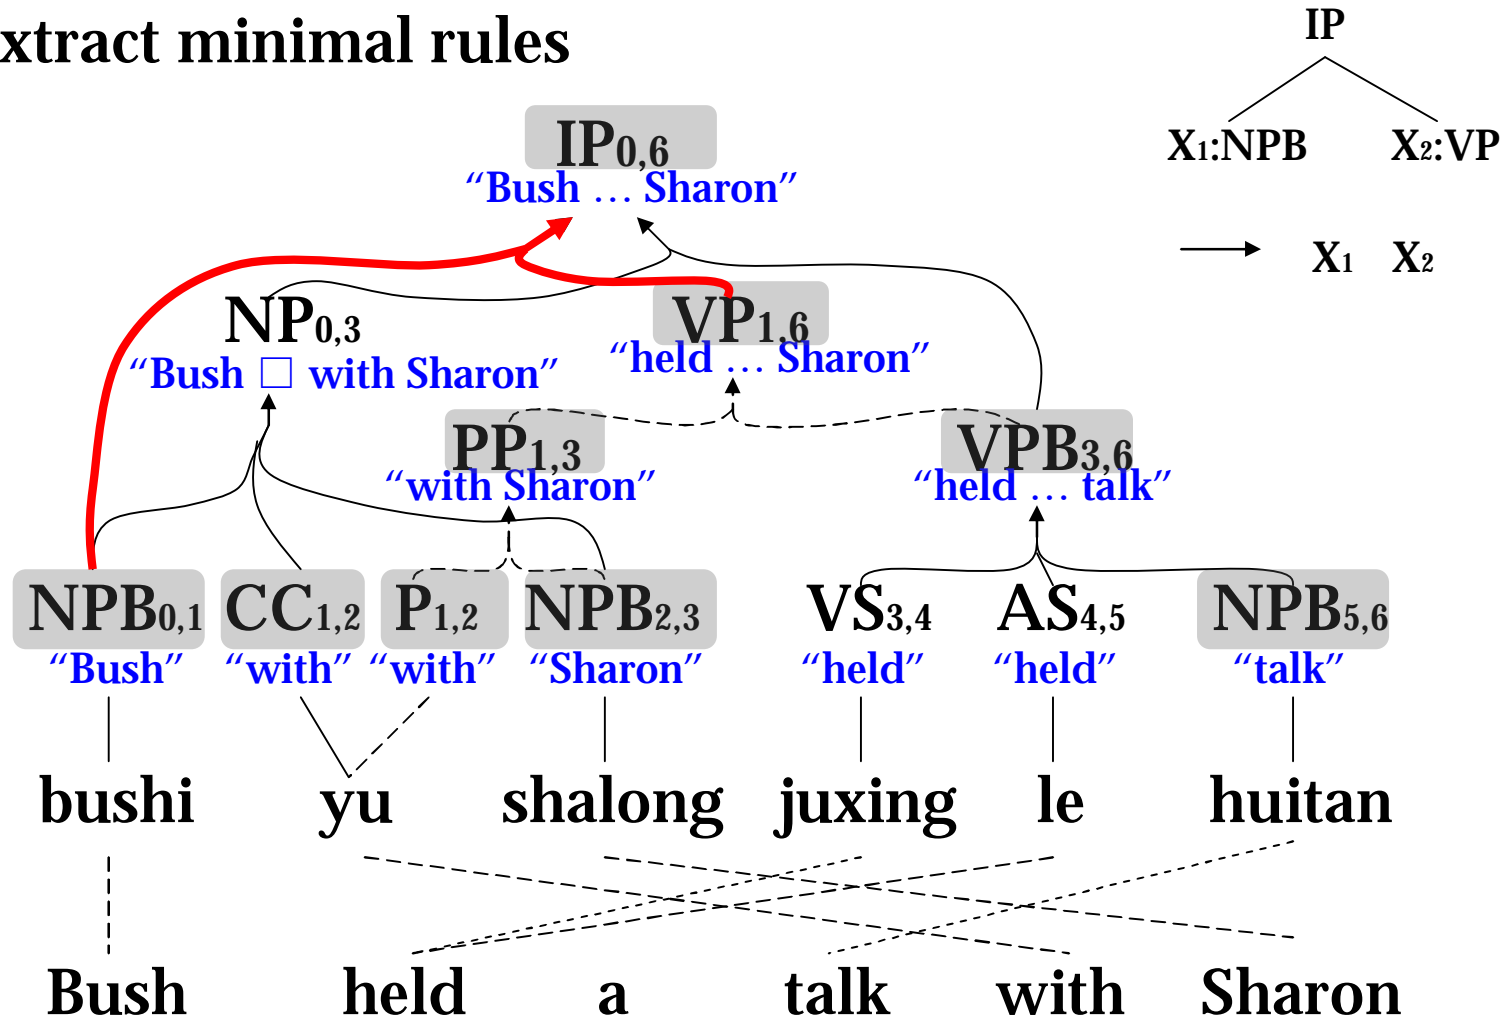 xtract minimal rules
IP
X1:NPB X2:VP
X1 X2
IP0,6
“Bush … Sharon”
NP0,3
“Bush □ with Sharon”
VP1,6
“held … Sharon”
PP1,3
“with Sharon”
VPB3,6
“held … talk”
NPB0,1 CC1,2 P1,2 NPB2,3 VS3,4 AS4,5 NPB5,6
“Bush” “with” “with” “Sharon” “held” “held” “talk”
bushi yu shalong juxing le huitan
Bush held a talk with Sharon